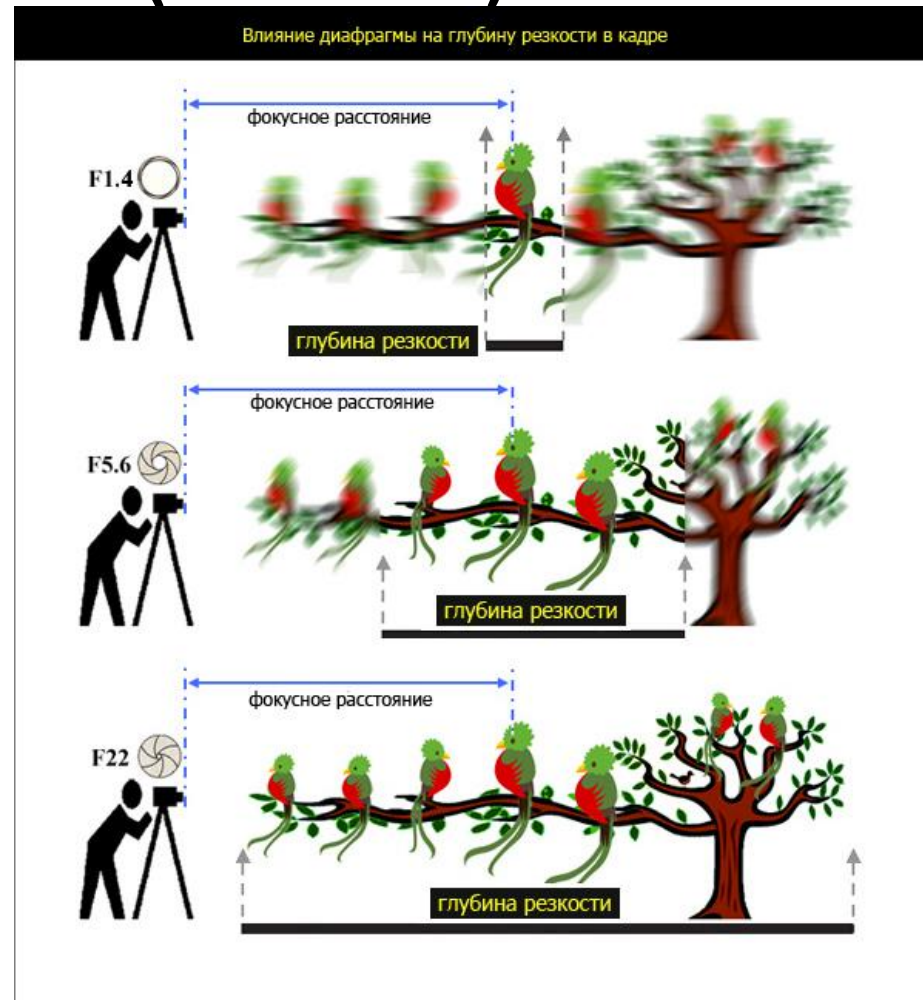 Влияние диафрагмы на глубину резкости в кадре
фокусное расстояние
F1.4
глубина резкости
фокусное расстояние
F5.6
глубина резкости
фокусное расстояние
F22
глубина резкости